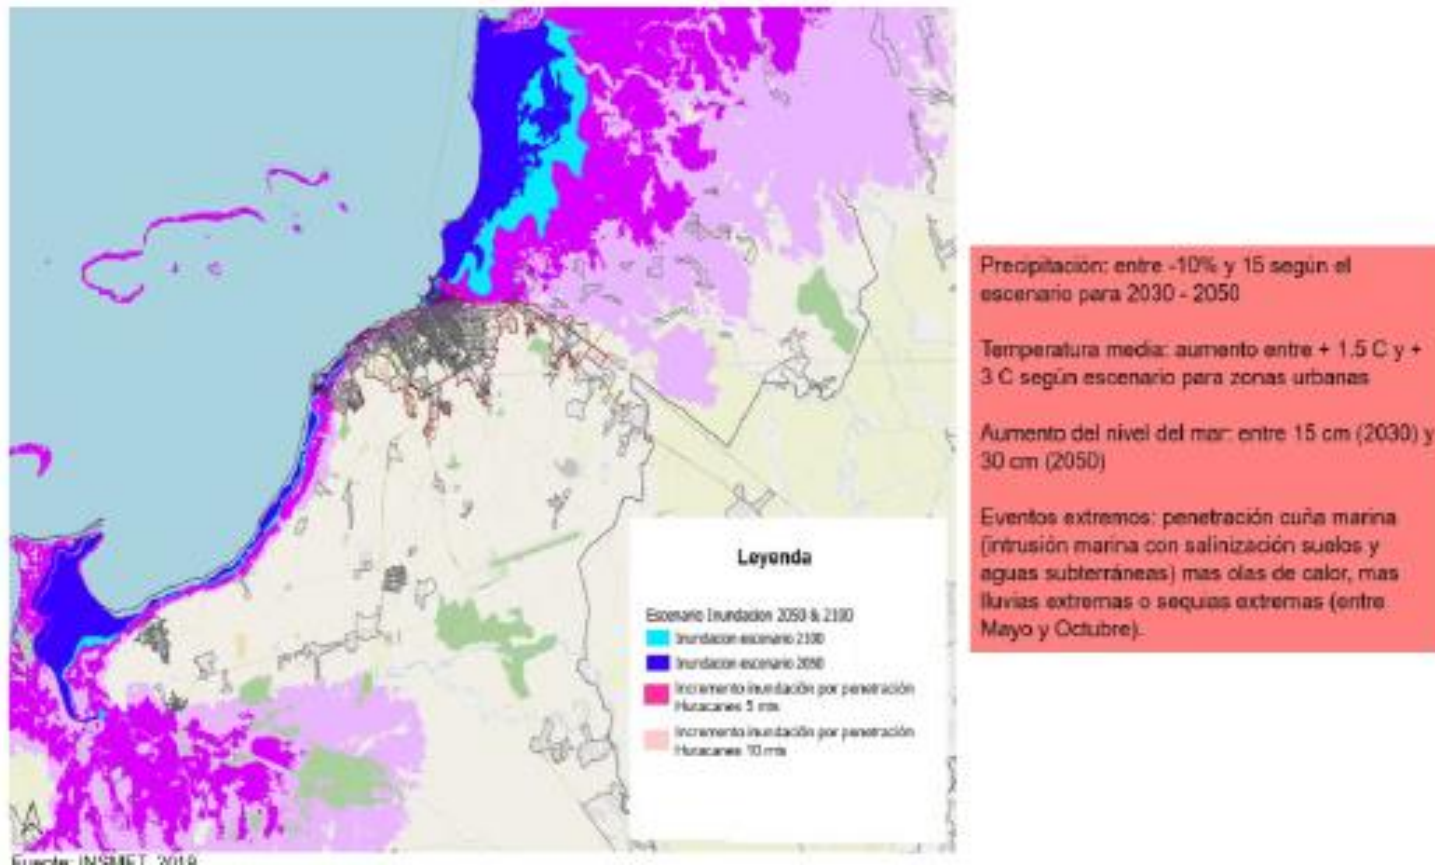 Leyenda
Escenario Inundacion 2050 & 2100
Inundacion escenario 2100
Inundacion escenario 2050
Incremento inundación por penetración
Huracanes 5 mts
Incremento inundación por penetración
Huracanes 10 mts
Fuente: INSMET, 2019
Precipitación: entre -10% y 15 según el
escenario para 2030 - 2050
Temperatura media: aumento entre + 1.5 C y +
3 C según escenario para zonas urbanas
Aumento del nivel del mar: entre 15 cm (2030) y
30 cm (2050)
Eventos extremos: penetración cuña marina
(intrusión marina con salinización suelos y
aguas subterráneas) mas olas de calor, mas
lluvias extremas o sequias extremas (entre
Mayo y Octubre).